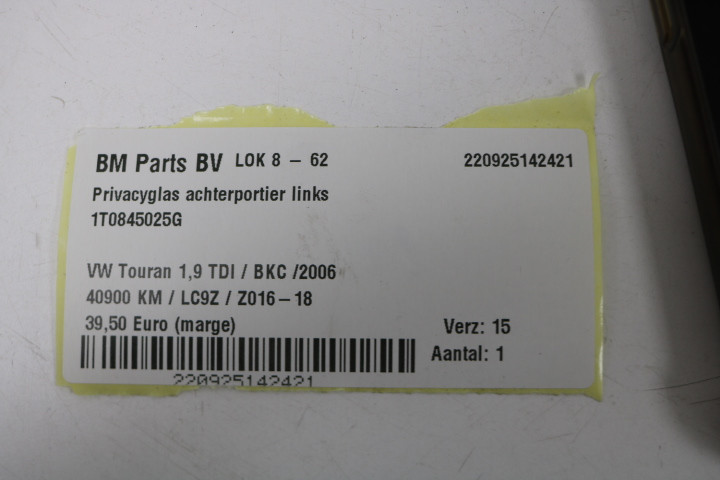 BM Parts BV LOK 8 – 62 220925142421
Privacyglas achterportier links
1T0845025G
VW Touran 1,9 TDI / BKC /2006
40900 KM / LC9Z / Z016–18
39,50 Euro (marge) Verz: 15
Aantal: 1
220925142421